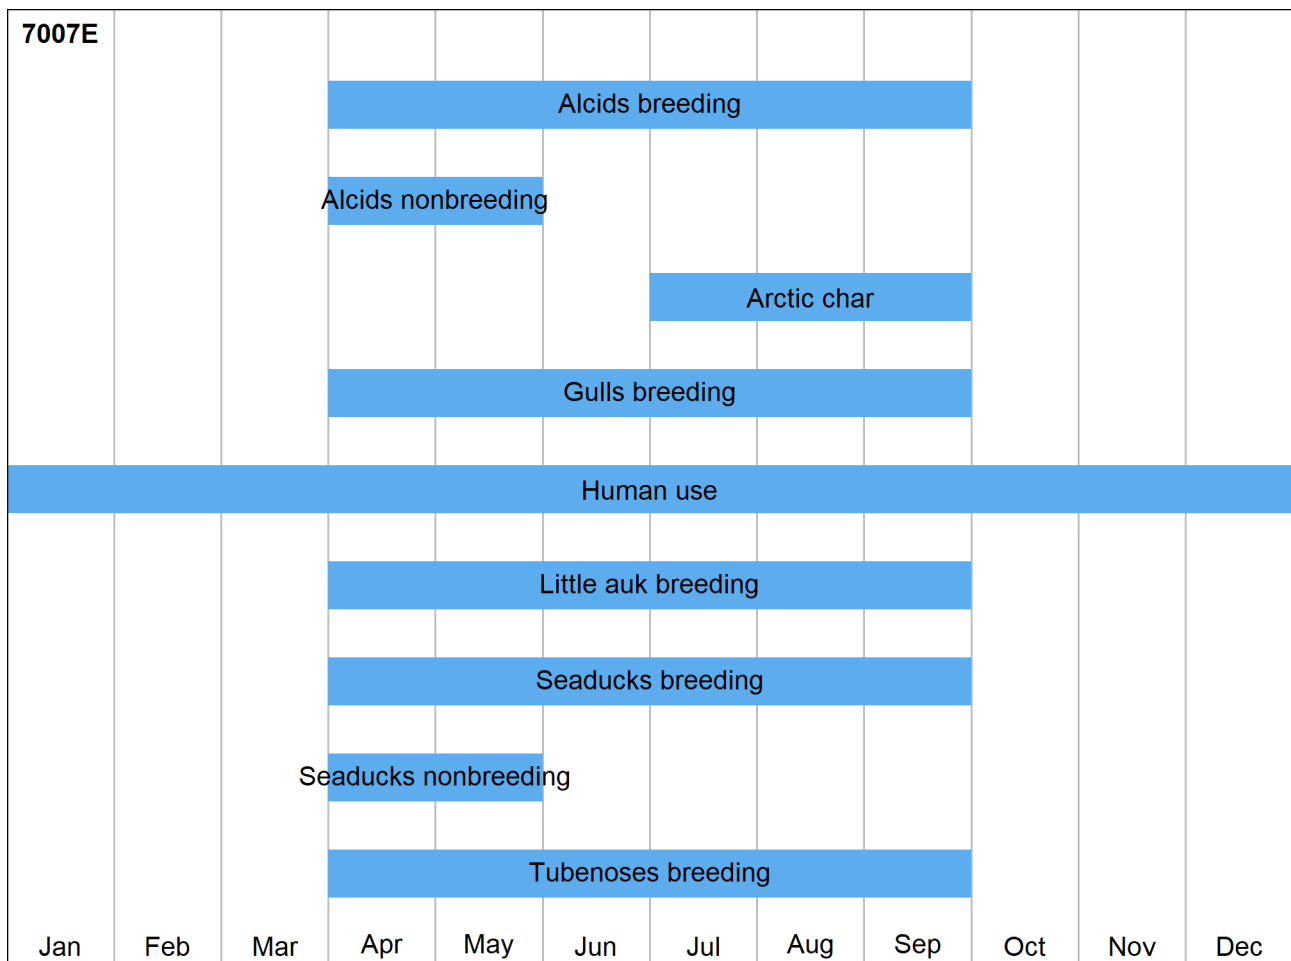 7007E
Alcids breeding
Alcids nonbreeding
Arctic char
Gulls breeding
Human use
Little auk breeding
Seaducks breeding
Seaducks nonbreeding
Tubenoses breeding
Jan Feb Mar Apr May Jun Jul Aug Sep Oct Nov Dec